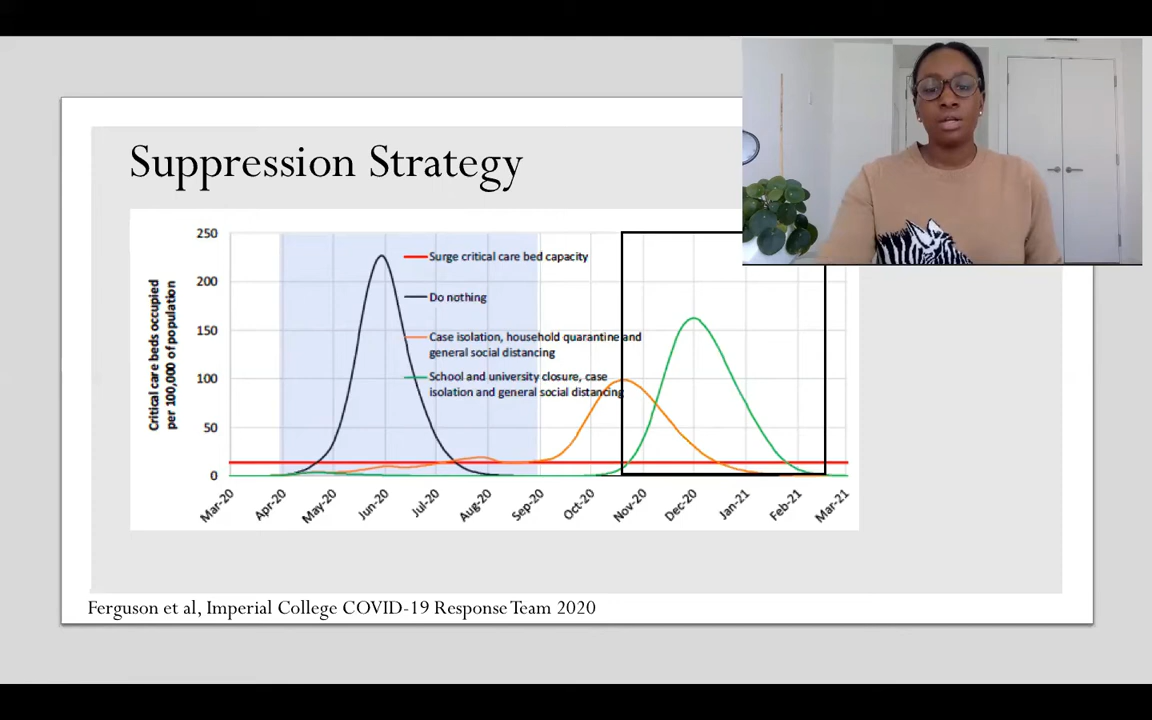 Suppression Strategy
250
200
150
100
50
0
Critical care beds occupied
per 100,000 of population
Surge critical care bed capacity
Do nothing
Case isolation, household quarantine and
general social distancing
School and university closure, case
isolation and general social distancing
Mar-20
Apr-20
May-20
Jun-20
Jul-20
Aug-20
Sep-20
Oct-20
Nov-20
Dec-20
Jan-21
Feb-21
Mar-21
Ferguson et al, Imperial College COVID-19 Response Team 2020